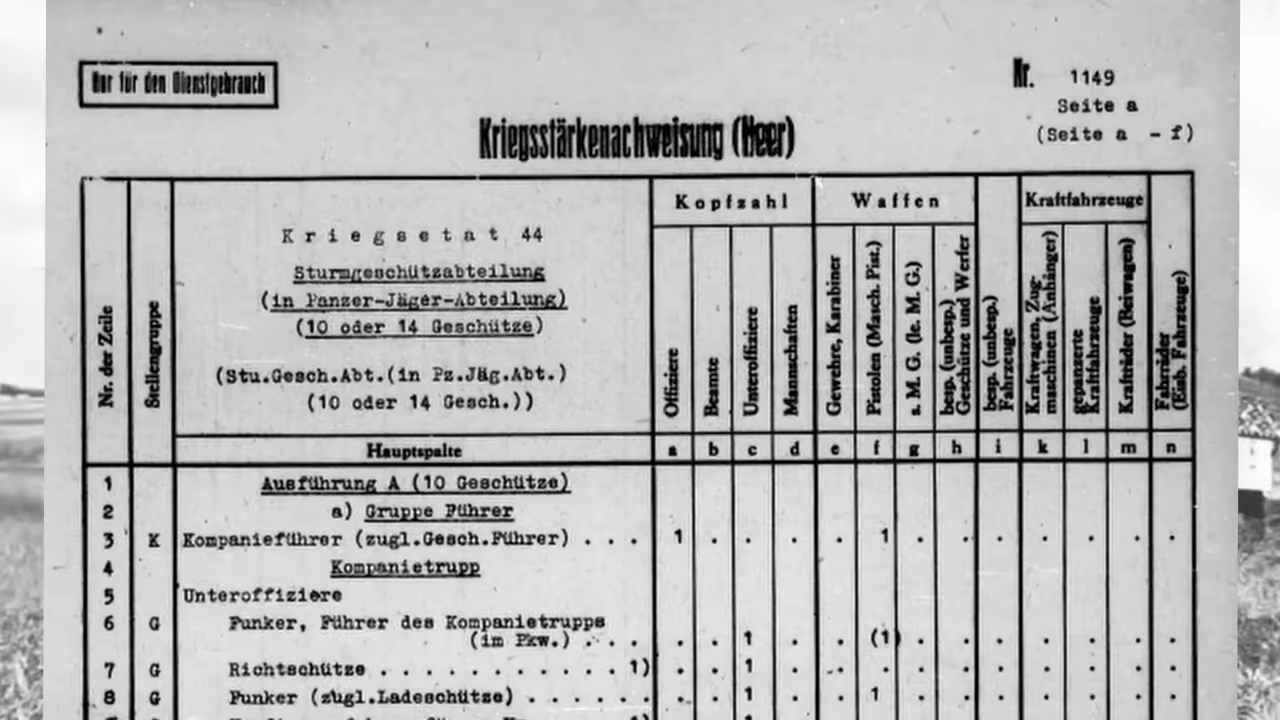 Nur für den Dienstgebrauch
Nr. 1149
Seite a
(Seite a - f)
Kriegsstärkenachweisung (Heer)
Nr. der Zeile
Stellengruppe
Kriegsetat 44
Sturmgeschützabteilung
(in Panzer-Jäger-Abteilung)
(10 oder 14 Geschütze)
(Stu.Gesch.Abt.(in Pz.Jäg.Abt.)
(10 oder 14 Gesch.))
Kopfzahl
Waffen
Kraftfahrzeuge
Offiziere
Beamte
Unteroffiziere
Mannschaften
Gewehre, Karabiner
Pistolen (Masch. Pist.)
s. M. G. (le. M. G.)
besp. (unbesp.)
Geschütze und Werfer
besp. (unbesp.)
Fahrzeuge
Kraftwagen, Zug-
maschinen (Anhänger)
gepanzerte
Kraftfahrzeuge
Krafträder (Beiwagen)
Fahrräder
(Eisb. Fahrzeuge)
Hauptspalte a b c d e f g h i k l m n
1 Ausführung A (10 Geschütze)
2 a) Gruppe Führer
3 K Kompanieführer (zugl.Gesch.Führer) . . . 1 . . . . 1 . . . . . . .
4 Kompanietrupp
5 Unteroffiziere
6 G Funker, Führer des Kompanietrupps
(im Pkw.) . . . . . 1 . . (1) . . . . . . .
7 G Richtschütze . . . . . . . . . . . 1) . . 1 . . . . . . . . . .
8 G Funker (zugl.Ladeschütze) . . . . . . . 1 . . 1 . . . . . . .